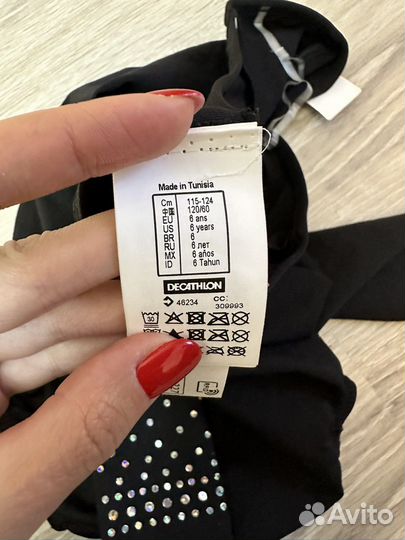 Made in Tunisia
Cm 115-124
中国 120/60
EU 6 ans
US 6 years
BR 6
RU 6 лет
MX 6 años
ID 6 Tahun
DECATHLON
46234 CC: 309993
30
Avito